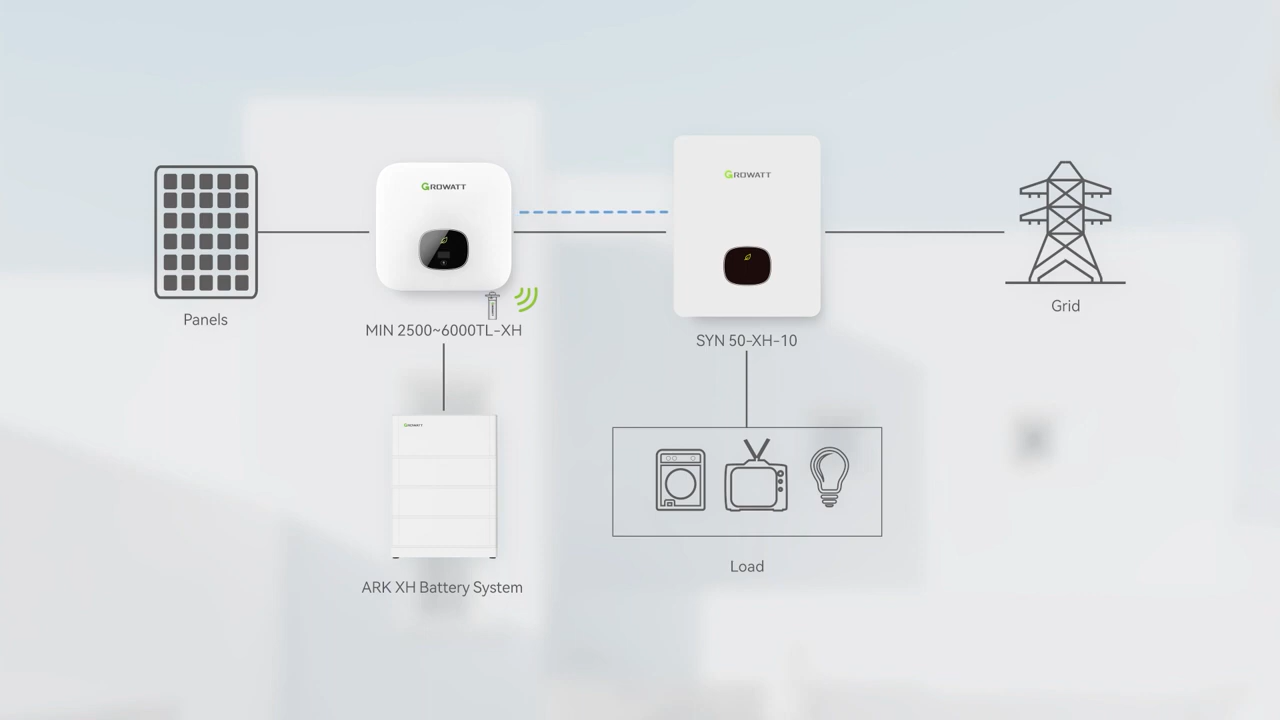 GROWATT
GROWATT
Panels
MIN 2500~6000TL-XH
SYN 50-XH-10
Grid
GROWATT
ARK XH Battery System
Load